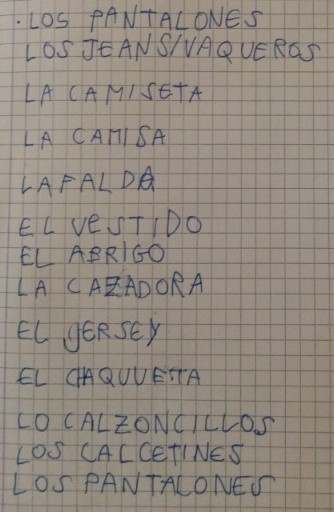 .LOS PANTALONES
LOS JEANS/VAQUEROS
LA CAMISETA
LA CAMISA
LA FALDA
EL VESTIDO
EL ABRIGO
LA CAZADORA
EL JERSEY
EL CHAQUUETTA
LO CALZONCILLOS
LOS CALCETINES
LOS PANTALONES